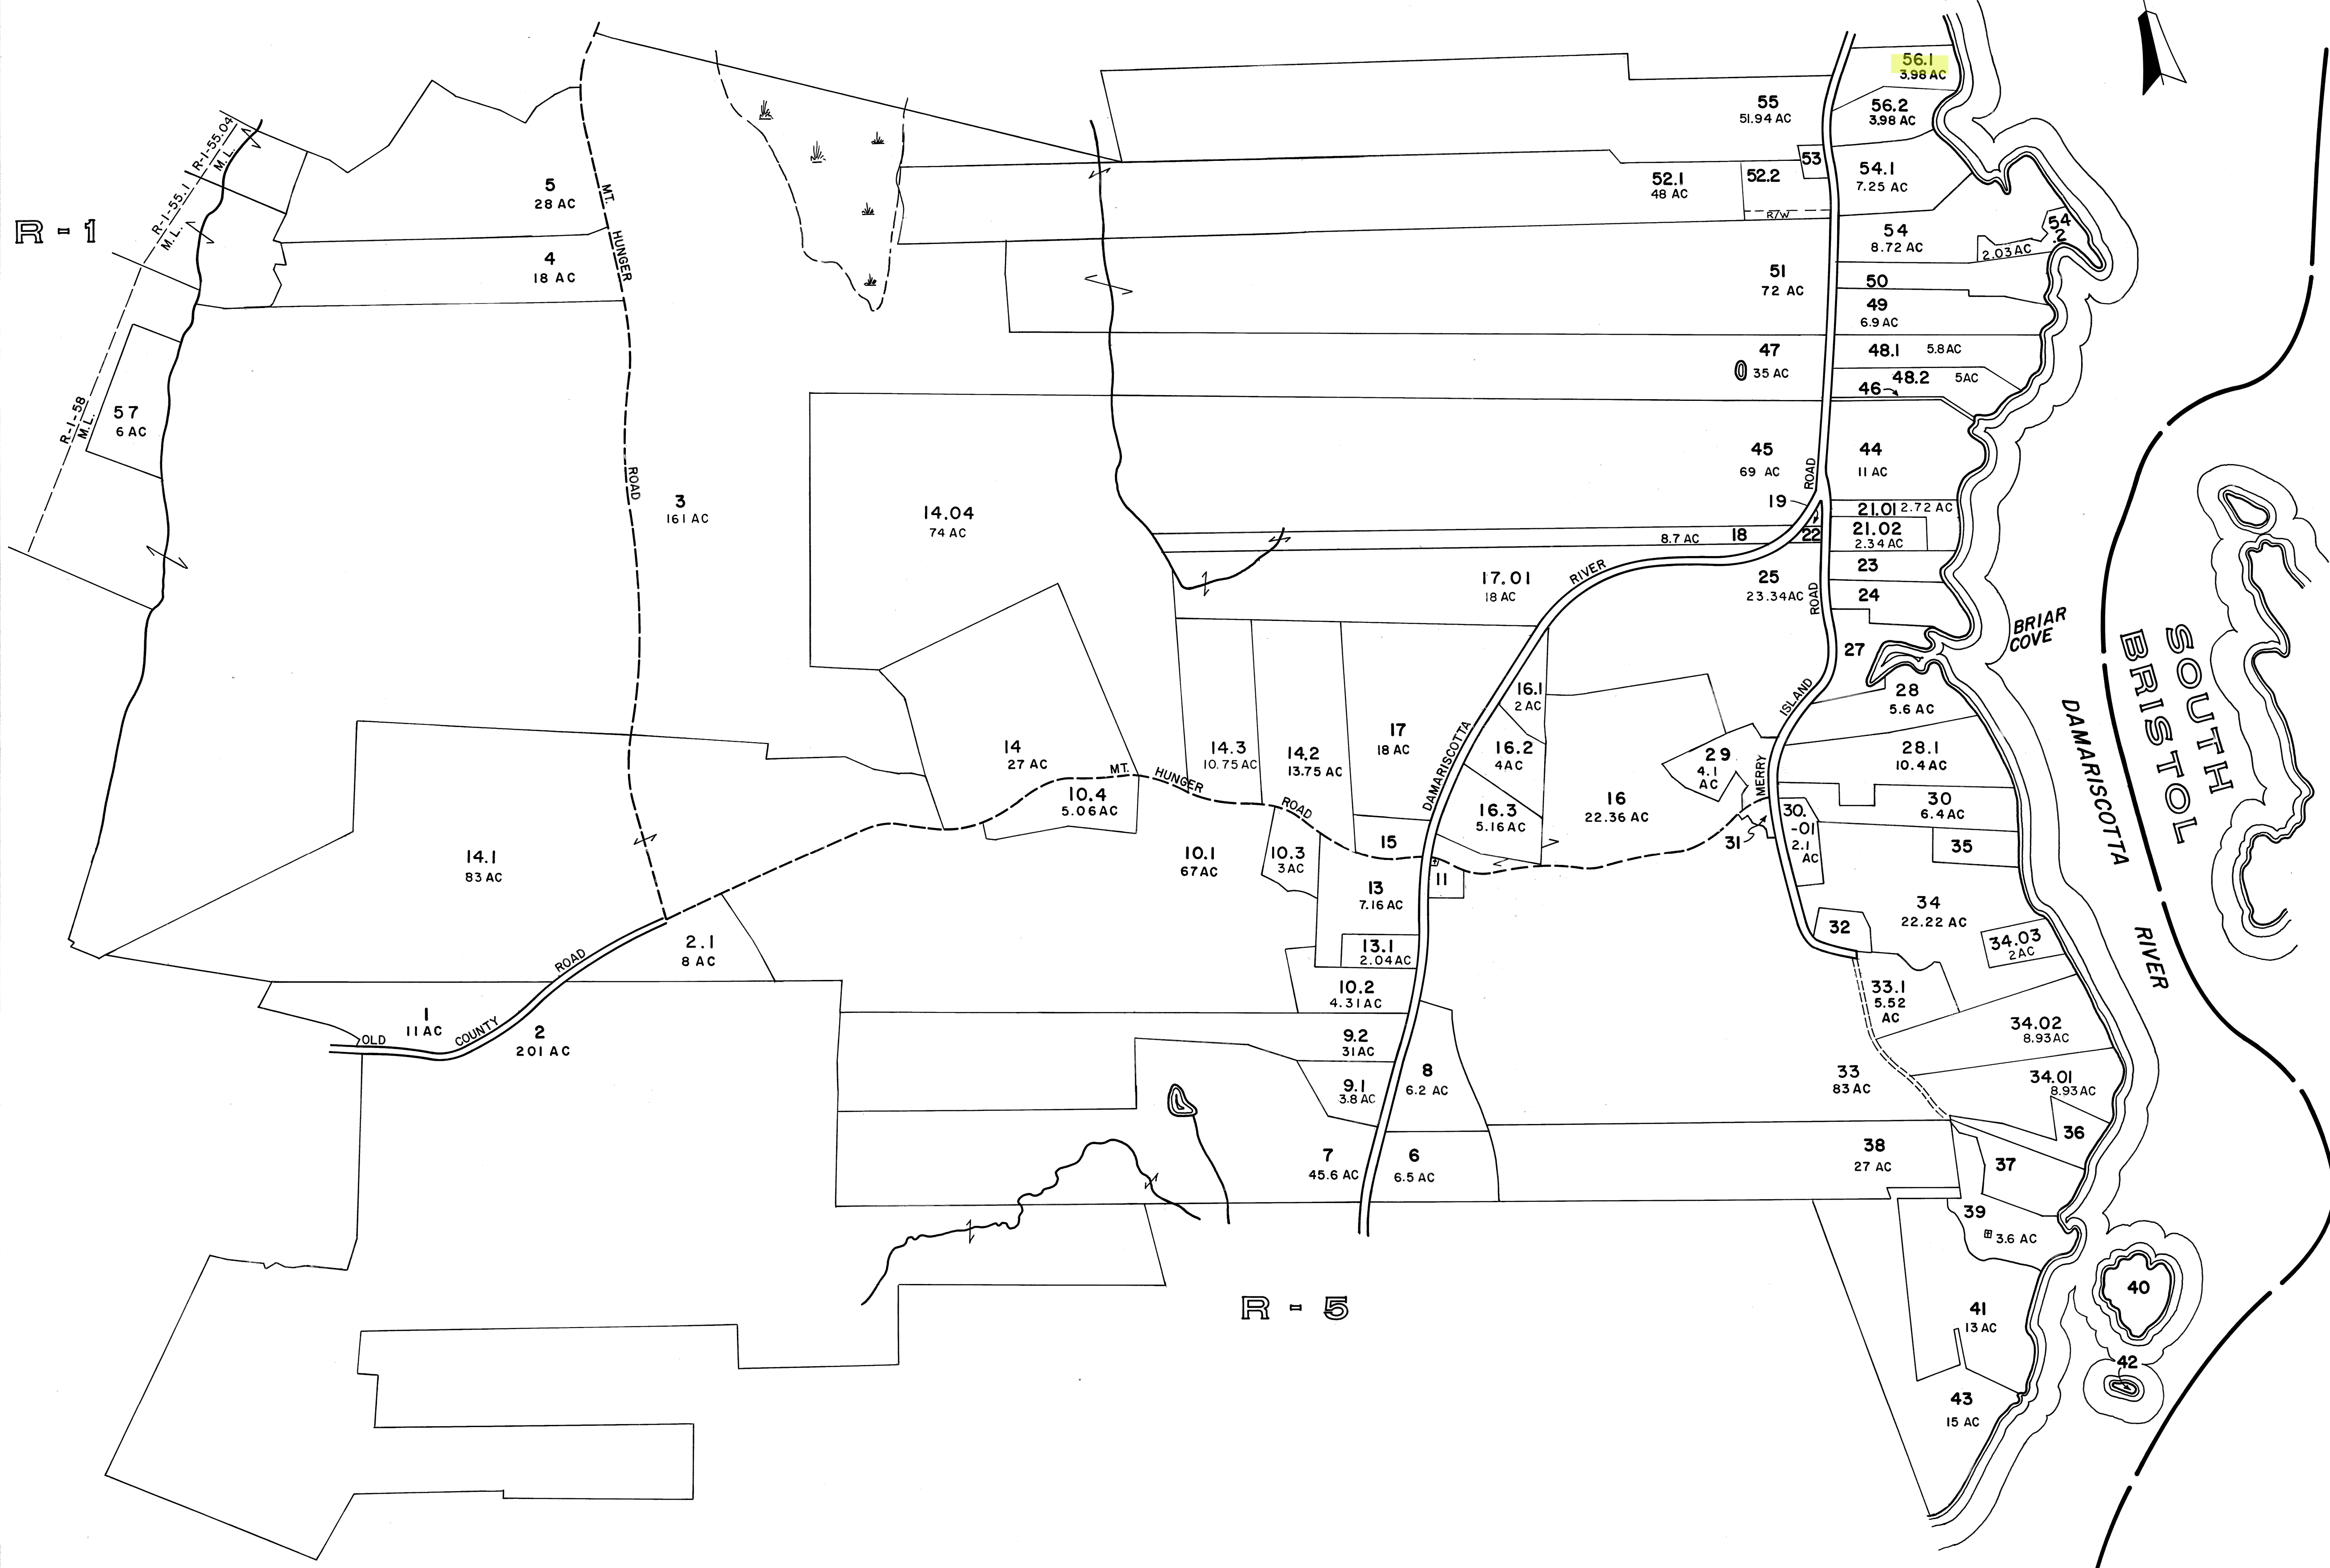 56.1
3.98 AC
55
51.94 AC
56.2
3.98 AC
R-1-55.04
M.L.
53
54.1
7.25 AC
52.1
48 AC
52.2
R/W
5
28 AC
MT.
HUNGER
ROAD
R-1-55.1
M.L.
R - 1
54
8.72 AC
54
.2
2.03 AC
4
18 AC
51
72 AC
50
49
6.9 AC
47
35 AC
48.1 5.8 AC
48.2 5 AC
46
R-1-58
M.L.
57
6 AC
45
69 AC
44
11 AC
ROAD
3
161 AC
14.04
74 AC
19
21.01 2.72 AC
21.02
2.34 AC
8.7 AC 18
22
23
24
25
23.34 AC
ROAD
17.01
18 AC
RIVER
BRIAR
COVE
SOUTH
BRISTOL
27
28
5.6 AC
ISLAND
16.1
2 AC
17
18 AC
DAMARISCOTTA
16.2
4 AC
14.3
10.75 AC
14.2
13.75 AC
14
27 AC
MT.
HUNGER
ROAD
28.1
10.4 AC
29
4.1
AC
MERRY
DAMARISCOTTA
RIVER
10.4
5.06 AC
16.3
5.16 AC
16
22.36 AC
30
6.4 AC
30.
-01
2.1
AC
31
15
35
14.1
83 AC
10.1
67 AC
10.3
3 AC
11
13
7.16 AC
34
22.22 AC
32
34.03
2 AC
2.1
8 AC
ROAD
13.1
2.04 AC
10.2
4.31 AC
33.1
5.52
AC
1
11 AC
OLD
COUNTY
2
201 AC
9.2
31 AC
34.02
8.93 AC
8
6.2 AC
9.1
3.8 AC
33
83 AC
34.01
8.93 AC
36
7
45.6 AC
6
6.5 AC
38
27 AC
37
39
3.6 AC
R - 5
40
41
13 AC
42
43
15 AC